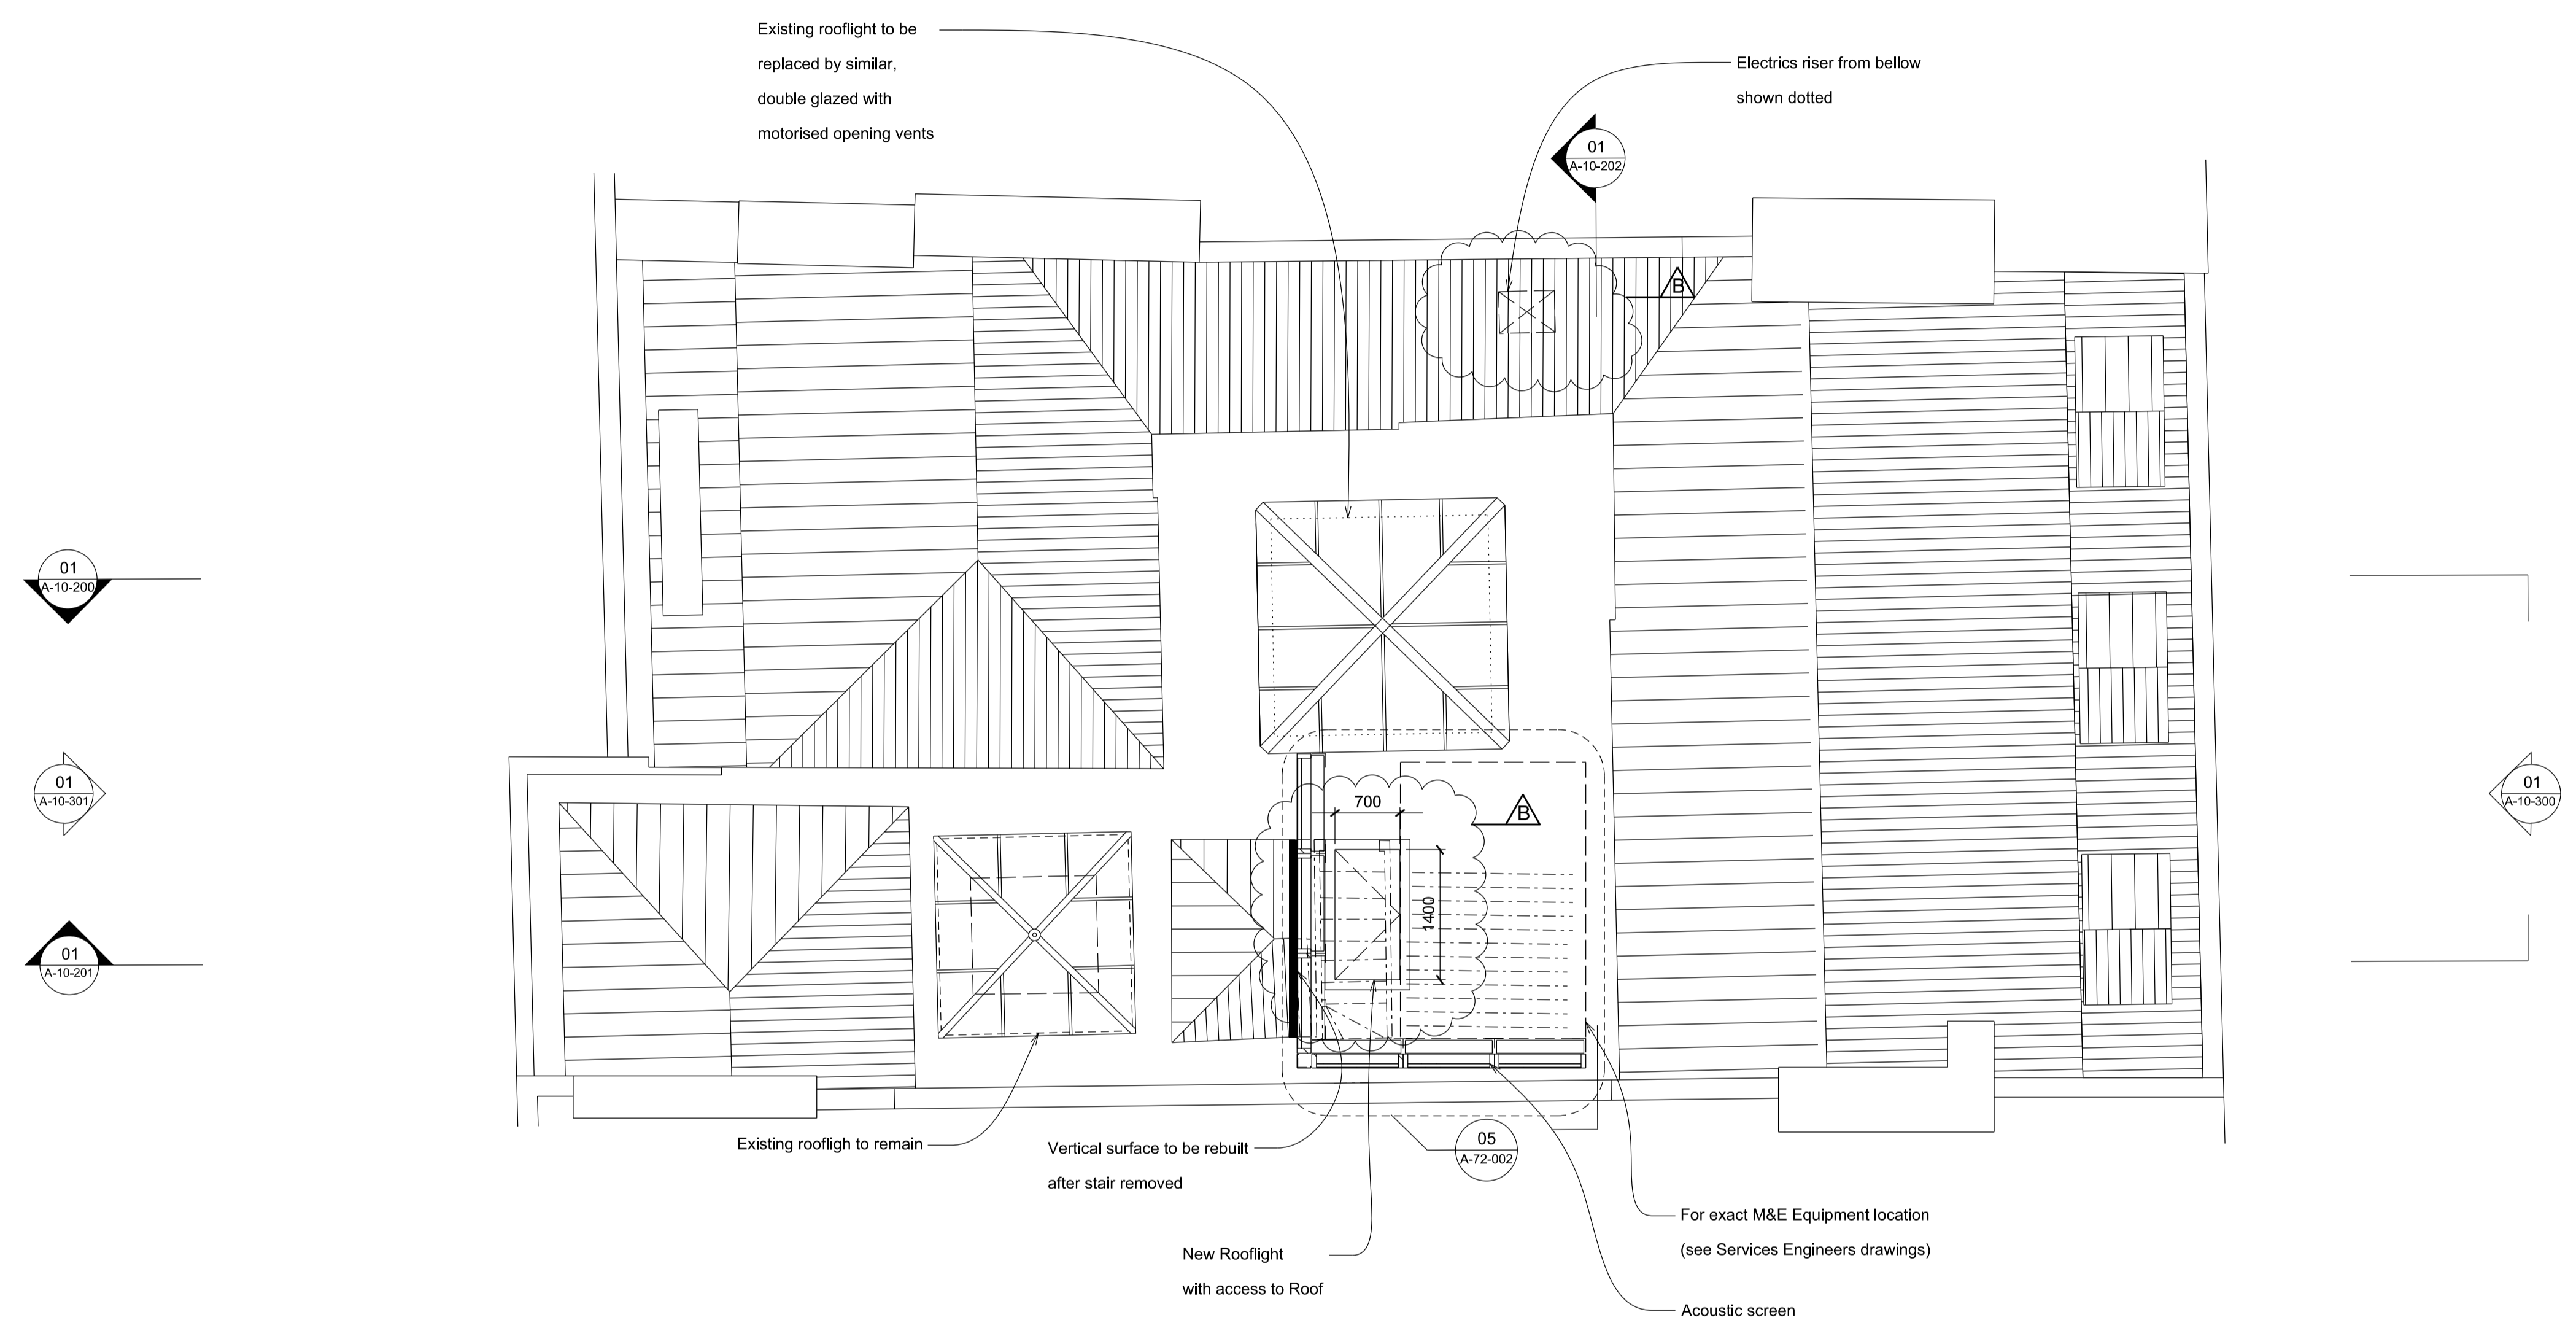 Existing rooflight to be
replaced by similar,
double glazed with
motorised opening vents
Electrics riser from bellow
shown dotted
01
A-10-202
B
01
A-10-200
01
A-10-301
01
A-10-300
700
B
1400
01
A-10-201
Existing roofligh to remain
Vertical surface to be rebuilt
after stair removed
05
A-72-002
For exact M&E Equipment location
(see Services Engineers drawings)
New Rooflight
with access to Roof
Acoustic screen